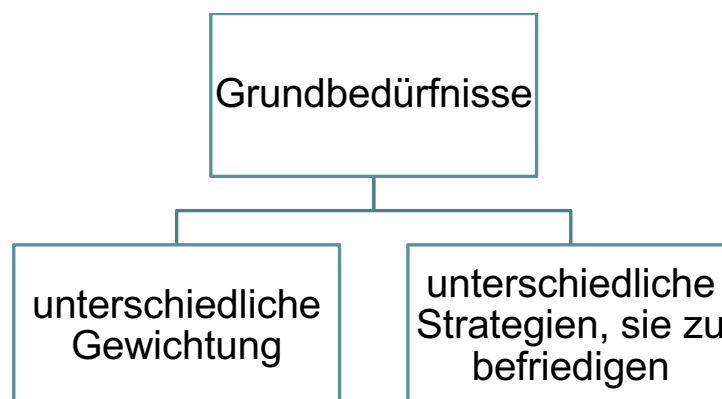 Grundbedürfnisse
unterschiedliche
Gewichtung
unterschiedliche
Strategien, sie zu
befriedigen